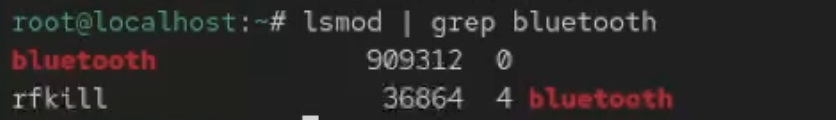 root@localhost:~# lsmod | grep bluetooth
bluetooth             909312  0
rfkill                 36864  4 bluetooth